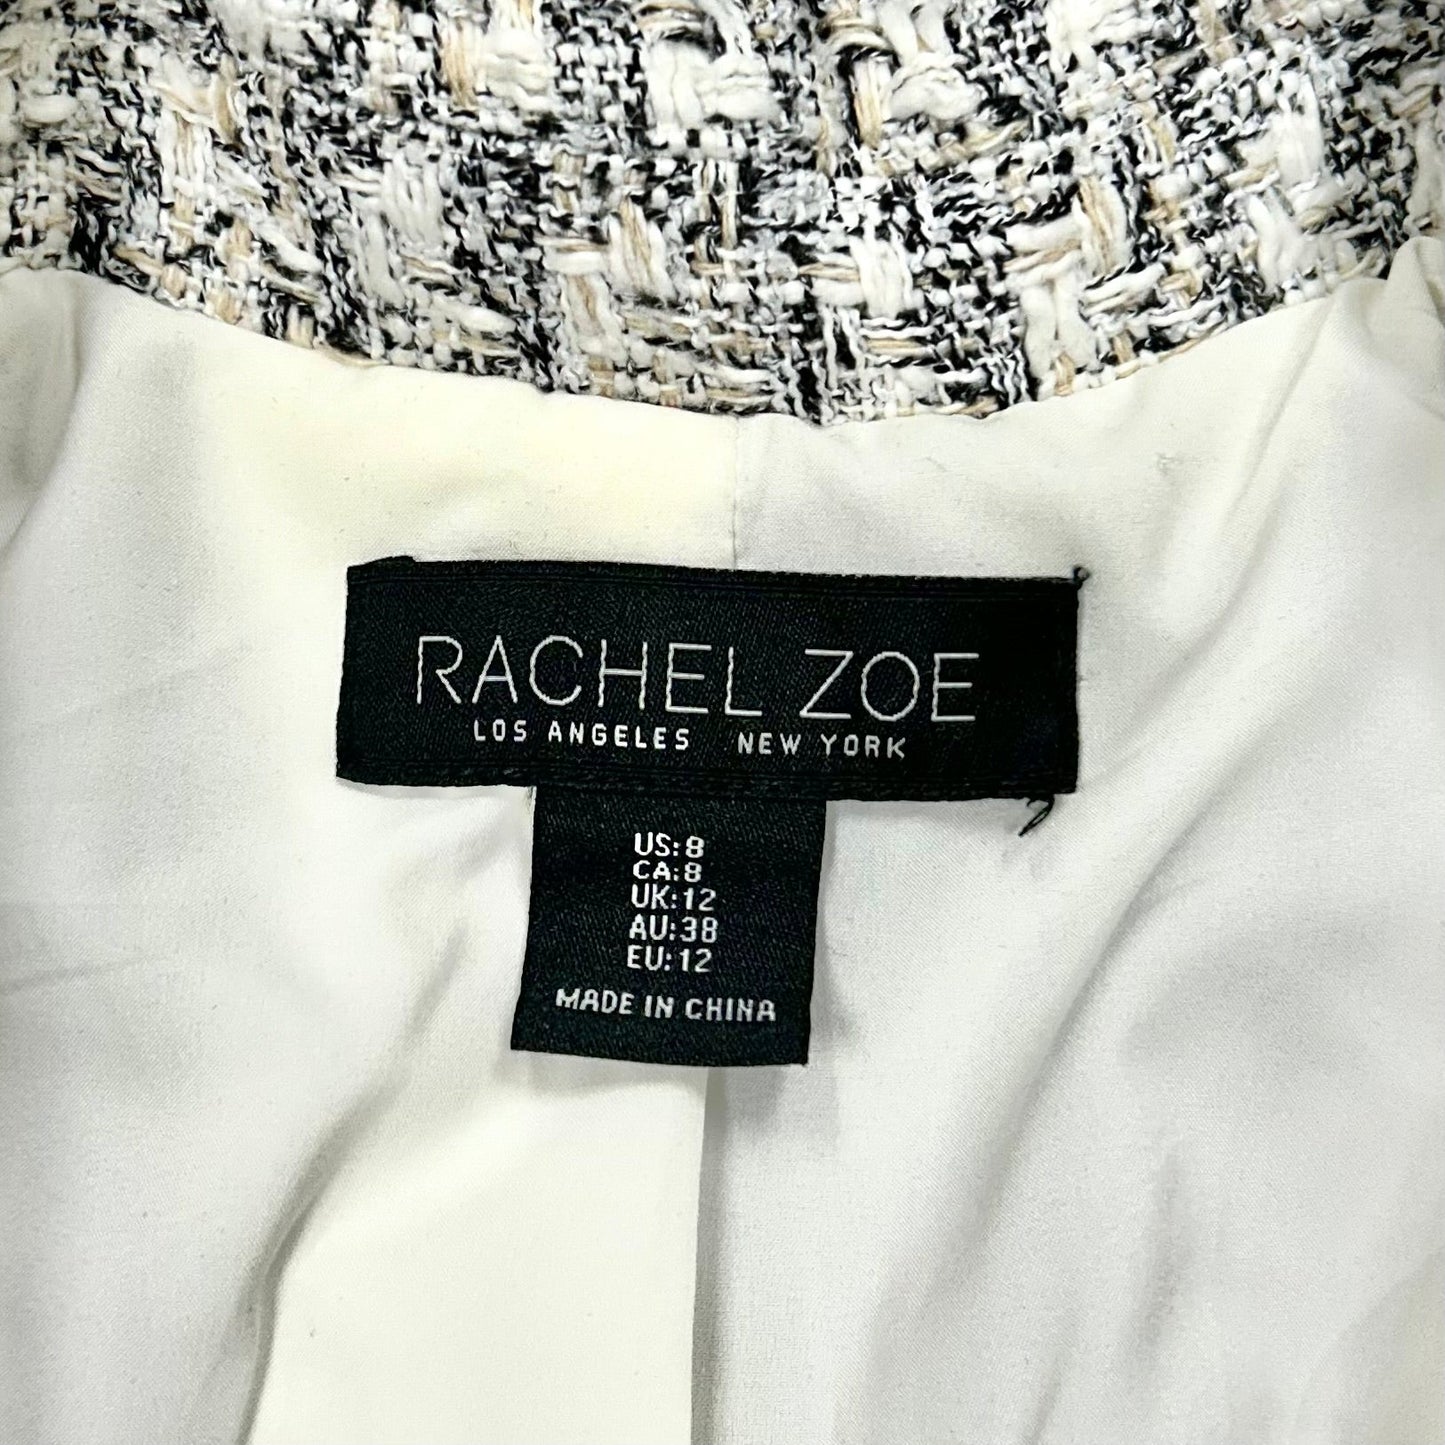 RACHEL ZOE
LOS ANGELES NEW YORK
US:8
CA:8
UK:12
AU:38
EU:12
MADE IN CHINA